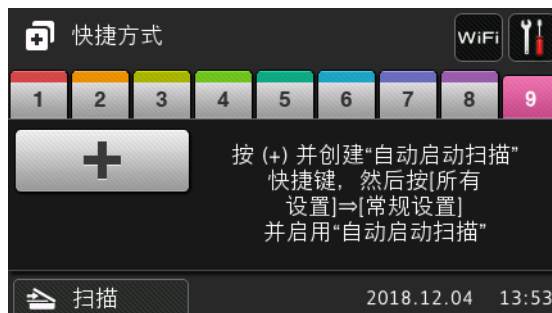 快捷方式
WiFi
1 2 3 4 5 6 7 8 9
按 (+) 并创建“自动启动扫描”
快捷键，然后按[所有
设置]⇒[常规设置]
并启用“自动启动扫描”
扫描
2018.12.04 13:53